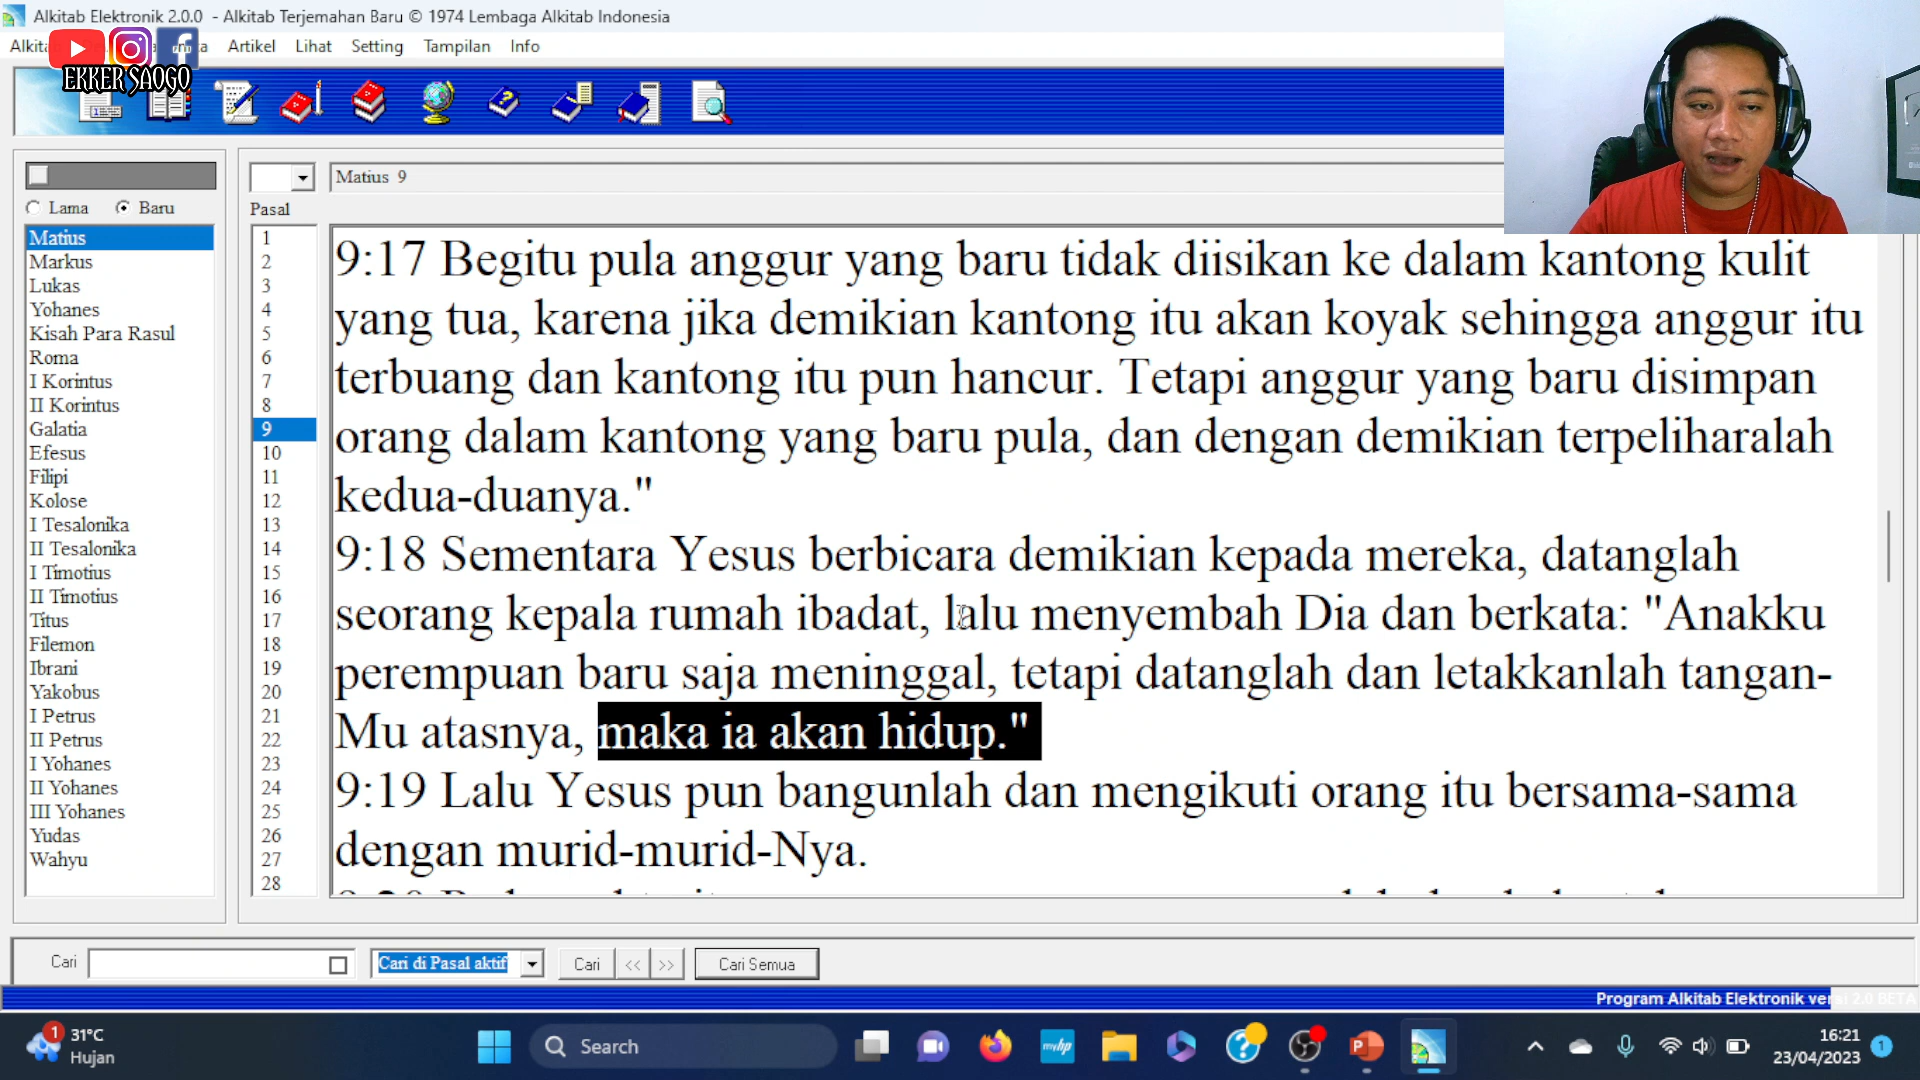 Alkitab Elektronik 2.0.0 - Alkitab Terjemahan Baru © 1974 Lembaga Alkitab Indonesia
Artikel Lihat Setting Tampilan Info
EKKER SAOGO
Lama Baru
Matius
Markus
Lukas
Yohanes
Kisah Para Rasul
Roma
I Korintus
II Korintus
Galatia
Efesus
Filipi
Kolose
I Tesalonika
II Tesalonika
I Timotius
II Timotius
Titus
Filemon
Ibrani
Yakobus
I Petrus
II Petrus
I Yohanes
II Yohanes
III Yohanes
Yudas
Wahyu
Pasal
1
2
3
4
5
6
7
8
9
10
11
12
13
14
15
16
17
18
19
20
21
22
23
24
25
26
27
28
Matius 9
9:17 Begitu pula anggur yang baru tidak diisikan ke dalam kantong kulit
yang tua, karena jika demikian kantong itu akan koyak sehingga anggur itu
terbuang dan kantong itu pun hancur. Tetapi anggur yang baru disimpan
orang dalam kantong yang baru pula, dan dengan demikian terpeliharalah
kedua-duanya."
9:18 Sementara Yesus berbicara demikian kepada mereka, datanglah
seorang kepala rumah ibadat, lalu menyembah Dia dan berkata: "Anakku
perempuan baru saja meninggal, tetapi datanglah dan letakkanlah tangan-
Mu atasnya, maka ia akan hidup."
9:19 Lalu Yesus pun bangunlah dan mengikuti orang itu bersama-sama
dengan murid-murid-Nya.
Cari Cari di Pasal aktif Cari << >> Cari Semua
Program Alkitab Elektronik versi 2.0 BETA
1 31°C
Hujan
Search
myhp
16:21
23/04/2023
1